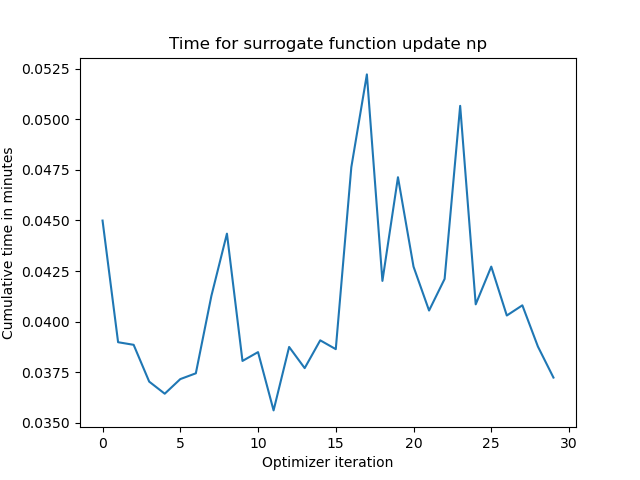 Time for surrogate function update np
Cumulative time in minutes
0.0525
0.0500
0.0475
0.0450
0.0425
0.0400
0.0375
0.0350
0 5 10 15 20 25 30
Optimizer iteration